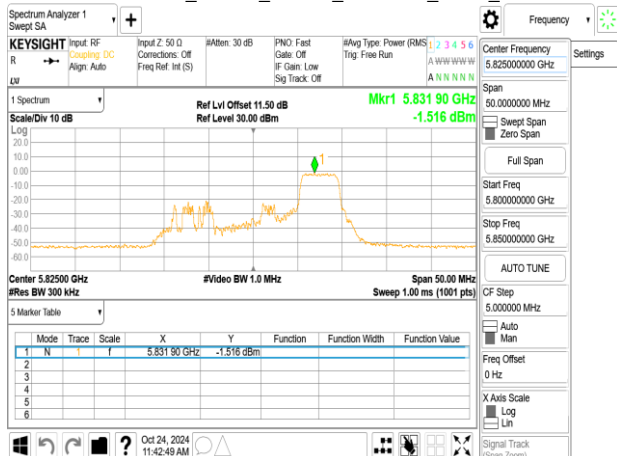 Spectrum Analyzer 1
Swept SA
+
Frequency
Settings
KEYSIGHT
R
Input: RF
Coupling: DC
Align: Auto
Input Z: 50 Ω
Corrections: Off
Freq Ref: Int (S)
#Atten: 30 dB
PNO: Fast
Gate: Off
IF Gain: Low
Sig Track: Off
#Avg Type: Power (RMS)
Trig: Free Run
1 2 3 4 5 6
A W W W W W
A N N N N N
1 Spectrum
Scale/Div 10 dB
Ref Lvl Offset 11.50 dB
Ref Level 30.00 dBm
Mkr1 5.831 90 GHz
-1.516 dBm
Log
20.0
10.0
0.00
-10.0
-20.0
-30.0
-40.0
-50.0
-60.0
1
Center 5.82500 GHz
#Res BW 300 kHz
#Video BW 1.0 MHz
Span 50.00 MHz
Sweep 1.00 ms (1001 pts)
5 Marker Table
Mode Trace Scale X Y Function Function Width Function Value
1 N 1 f 5.831 90 GHz -1.516 dBm
2
3
4
5
6
Center Frequency
5.825000000 GHz
Span
50.0000000 MHz
Swept Span
Zero Span
Full Span
Start Freq
5.800000000 GHz
Stop Freq
5.850000000 GHz
AUTO TUNE
CF Step
5.000000 MHz
Auto
Man
Freq Offset
0 Hz
X Axis Scale
Log
Lin
Signal Track
(Span Zoom)
?
Oct 24, 2024
11:42:49 AM